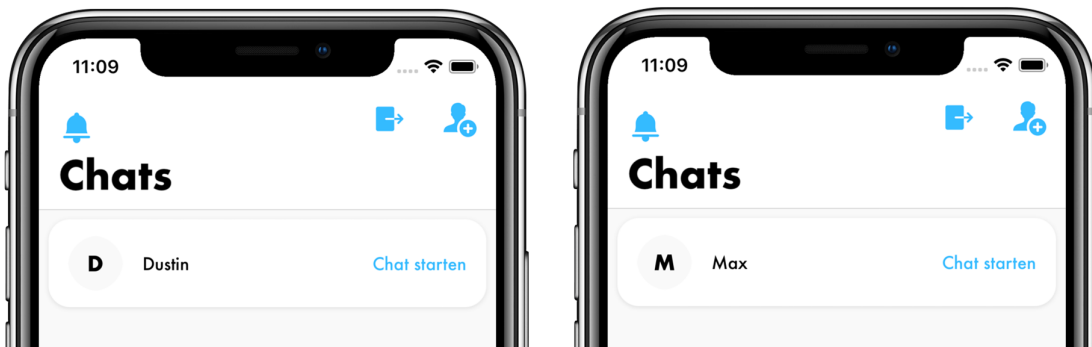 11:09
Chats
D Dustin Chat starten
11:09
Chats
M Max Chat starten